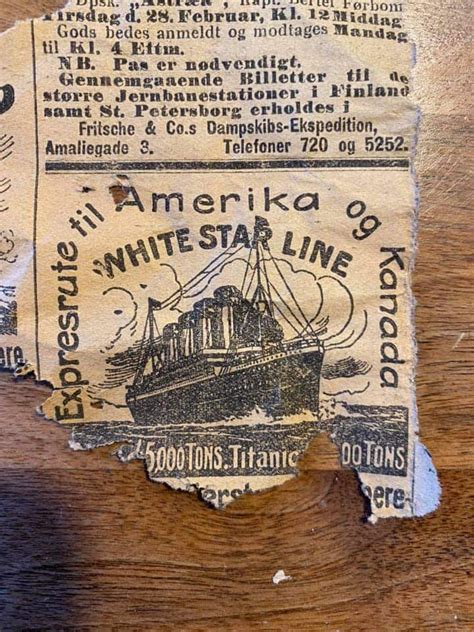 Dpsk. „Astræa", Kapt. Bertel Førbom
Tirsdag d. 28. Februar, Kl. 12 Middag
Gods bedes anmeldt og modtages Mandag
til Kl. 4 Eftm.
NB. Pas er nødvendigt.
Gennemgaaende Billetter til de
større Jernbanestationer i Finland
samt St. Petersborg erholdes i
Fritsche & Co.s Dampskibs-Ekspedition,
Amaliegade 3. Telefoner 720 og 5252.
Expresrute til Amerika og Kanada
WHITE STAR LINE
5,000 TONS. Titanic 00 TONS
ere